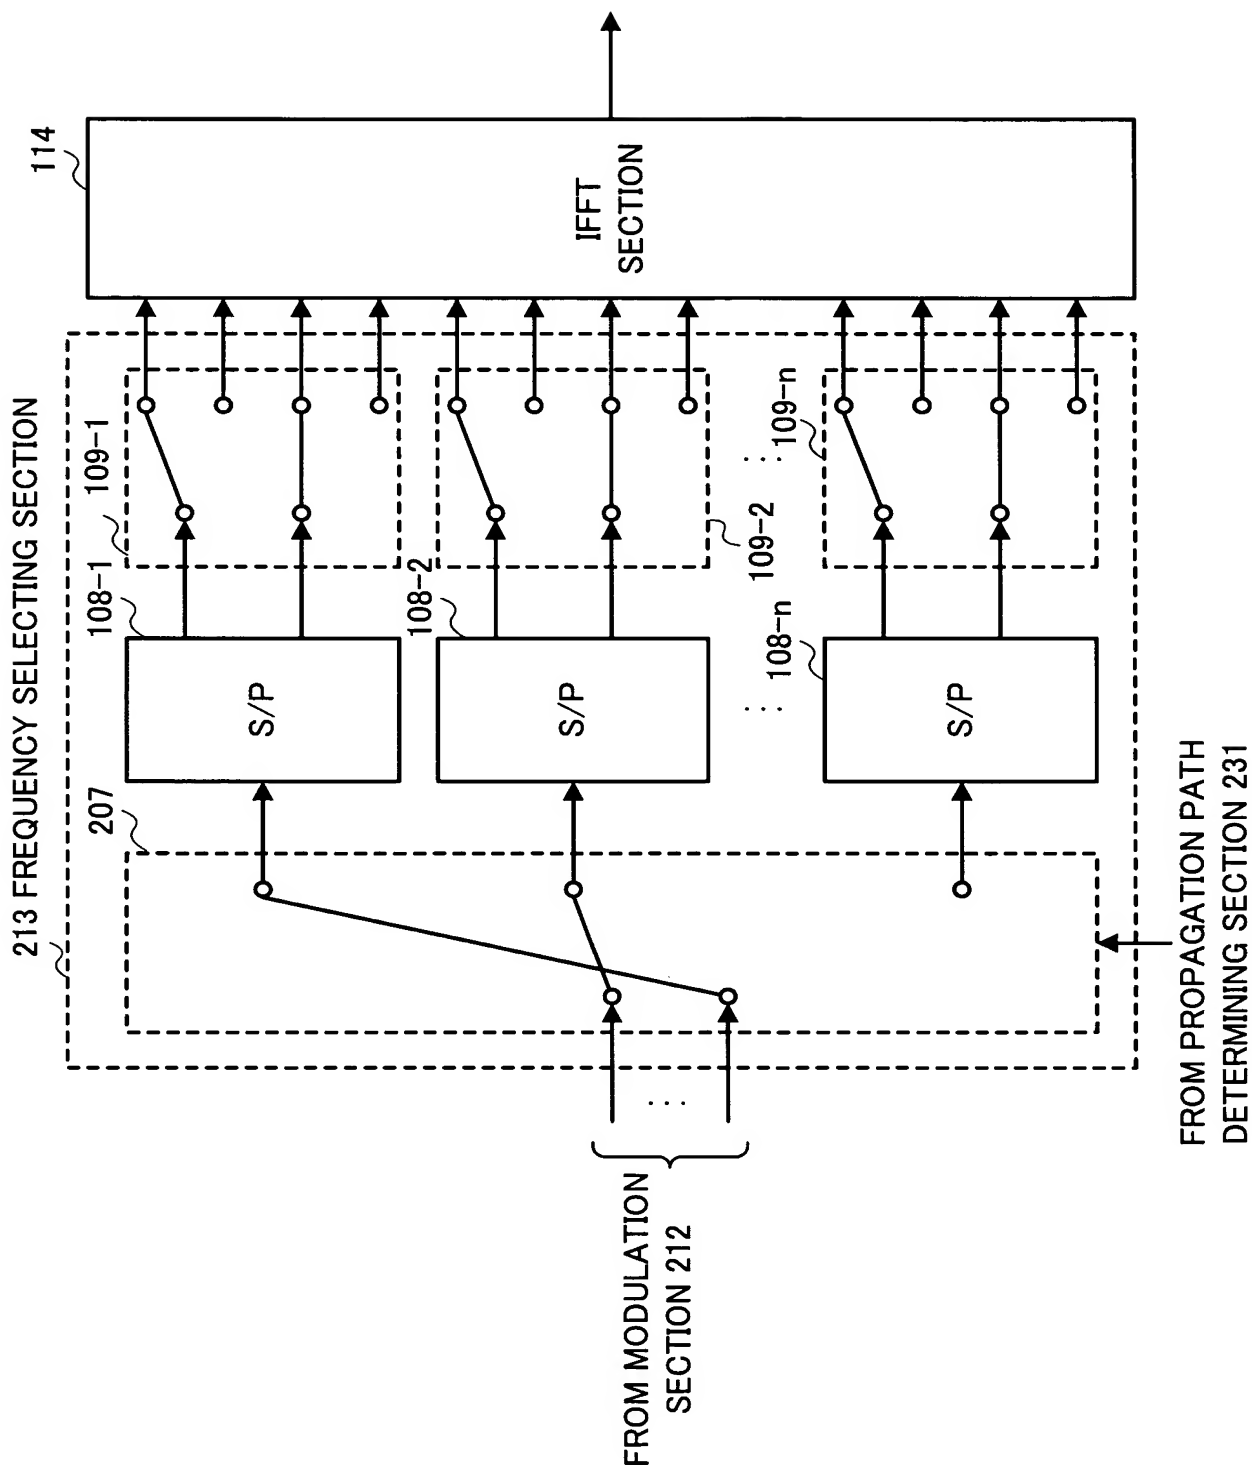 213 FREQUENCY SELECTING SECTION
207
108-1
109-1
114
S/P
108-2
109-2
S/P
IFFT
SECTION
...
...
108-n
109-n
S/P
...
FROM MODULATION
SECTION 212
FROM PROPAGATION PATH
DETERMINING SECTION 231